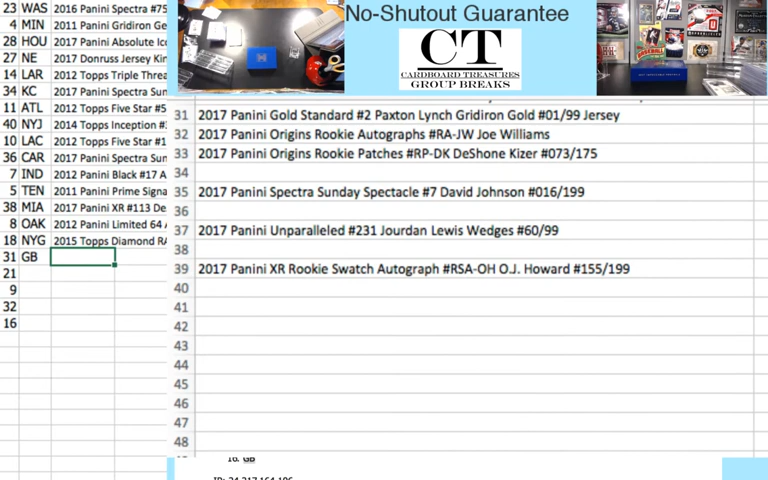 No-Shutout Guarantee
CT
CARDBOARD TREASURES
GROUP BREAKS
23 WAS 2016 Panini Spectra #75
4 MIN 2011 Panini Gridiron Ge
28 HOU 2017 Panini Absolute Ic
27 NE 2017 Donruss Jersey Kin
14 LAR 2012 Topps Triple Threa
34 KC 2017 Panini Spectra Sun
11 ATL 2012 Topps Five Star #5
40 NYJ 2014 Topps Inception #
10 LAC 2012 Topps Five Star #1
36 CAR 2017 Panini Spectra Sun
7 IND 2012 Panini Black #17 A
5 TEN 2011 Panini Prime Signa
38 MIA 2017 Panini XR #113 De
8 OAK 2012 Panini Limited 64
18 NYG 2015 Topps Diamond RA
31 GB
21
9
32
16
31 2017 Panini Gold Standard #2 Paxton Lynch Gridiron Gold #01/99 Jersey
32 2017 Panini Origins Rookie Autographs #RA-JW Joe Williams
33 2017 Panini Origins Rookie Patches #RP-DK DeShone Kizer #073/175
34
35 2017 Panini Spectra Sunday Spectacle #7 David Johnson #016/199
36
37 2017 Panini Unparalleled #231 Jourdan Lewis Wedges #60/99
38
39 2017 Panini XR Rookie Swatch Autograph #RSA-OH O.J. Howard #155/199
40
41
42
43
44
45
46
47
48
16. GB